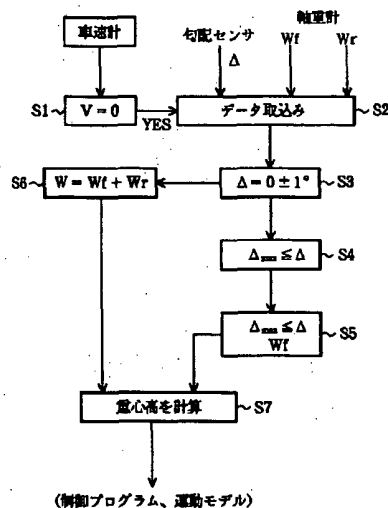 車速計
勾配センサ
Δ
軸重計
Wf
Wr
S1
V = 0
YES
データ取込み
S2
S6
W = Wf + Wr
Δ = 0 ± 1°
S3
Δmax ≦ Δ
S4
Δmax ≦ Δ
Wf
S5
重心高を計算
S7
(制御プログラム、運動モデル)